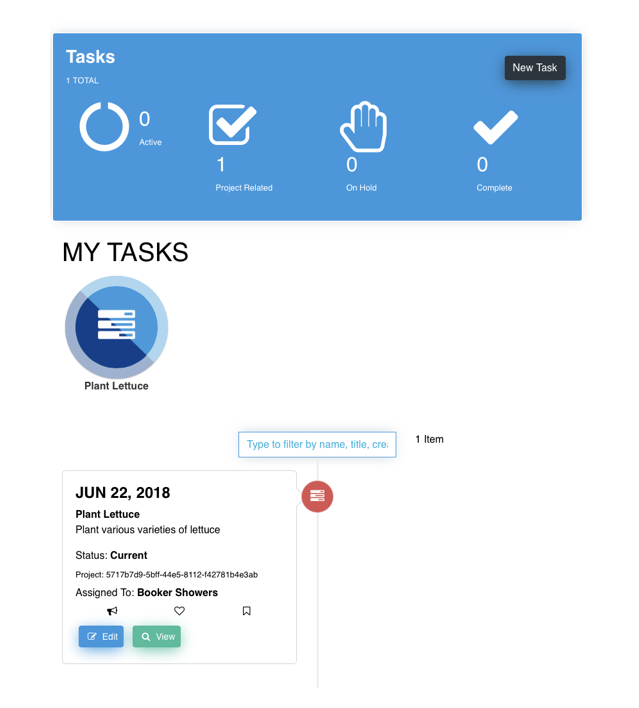 Tasks
1 TOTAL
New Task
0
Active
1
Project Related
0
On Hold
0
Complete
MY TASKS
Plant Lettuce
Type to filter by name, title, crea
1 Item
JUN 22, 2018
Plant Lettuce
Plant various varieties of lettuce
Status: Current
Project: 5717b7d9-5bff-44e5-8112-f42781b4e3ab
Assigned To: Booker Showers
Edit
View